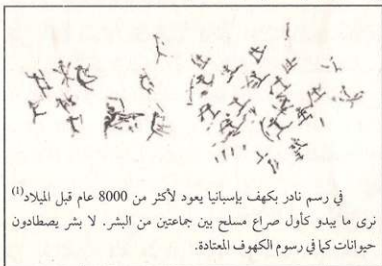 في رسم نادر بكهف بإسبانيا يعود لأكثر من 8000 عام قبل الميلاد(1)
نرى ما يبدو كأول صراع مسلح بين جماعتين من البشر. لا بشر يصطادون
حيوانات كما في رسوم الكهوف المعتادة.